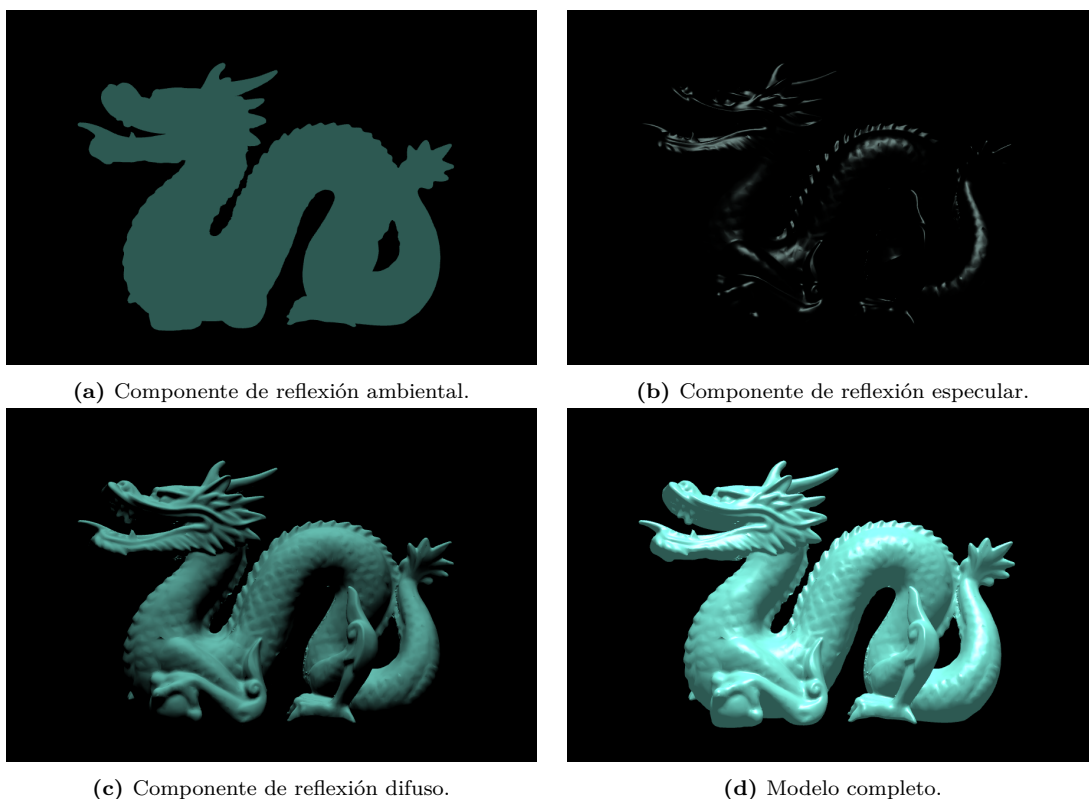 (a) Componente de reflexión ambiental.
(b) Componente de reflexión especular.
(c) Componente de reflexión difuso.
(d) Modelo completo.